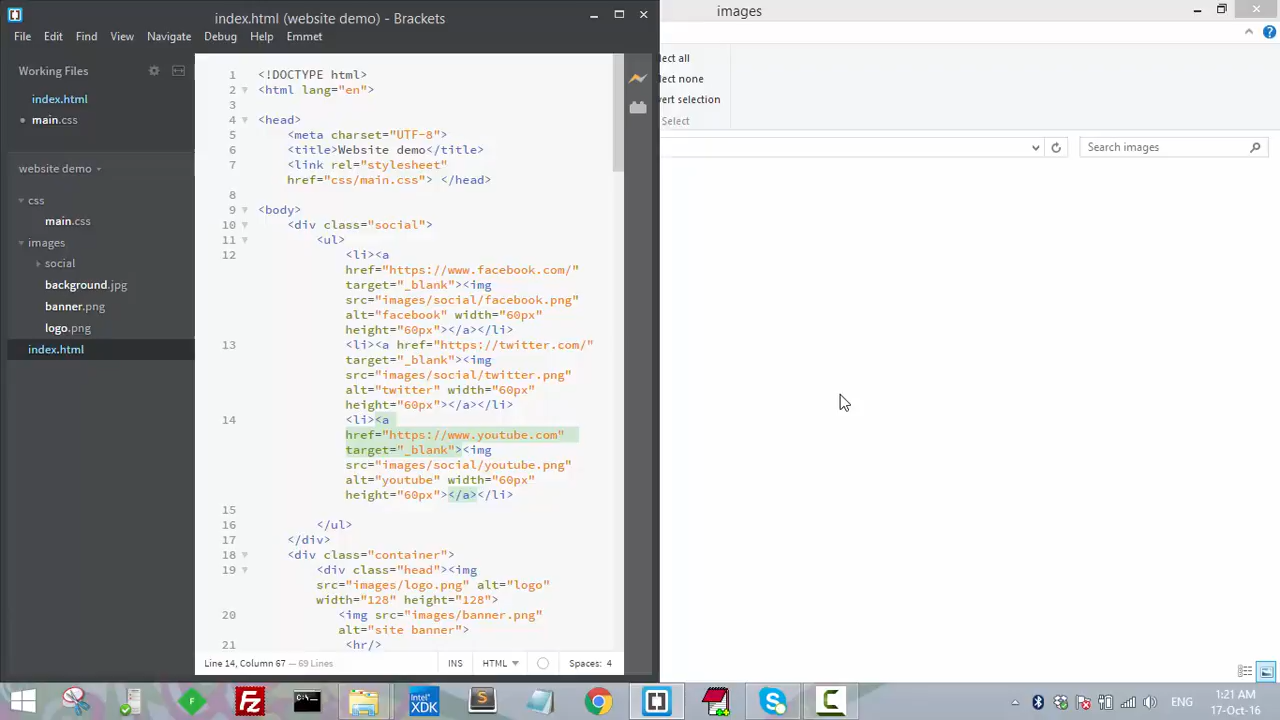 index.html (website demo) - Brackets
File Edit Find View Navigate Debug Help Emmet
Working Files
index.html
main.css
website demo
css
main.css
images
social
background.jpg
banner.png
logo.png
index.html
1 <!DOCTYPE html>
2 <html lang="en">
3
4 <head>
5 <meta charset="UTF-8">
6 <title>Website demo</title>
7 <link rel="stylesheet"
href="css/main.css"> </head>
8
9 <body>
10 <div class="social">
11 <ul>
12 <li><a
href="https://www.facebook.com/"
target="_blank"><img
src="images/social/facebook.png"
alt="facebook" width="60px"
height="60px"></a></li>
13 <li><a href="https://twitter.com/"
target="_blank"><img
src="images/social/twitter.png"
alt="twitter" width="60px"
height="60px"></a></li>
14 <li><a
href="https://www.youtube.com"
target="_blank"><img
src="images/social/youtube.png"
alt="youtube" width="60px"
height="60px"></a></li>
15
16 </ul>
17 </div>
18 <div class="container">
19 <div class="head"><img
src="images/logo.png" alt="logo"
width="128" height="128">
20 <img src="images/banner.png"
alt="site banner">
21 <hr/>
Line 14, Column 67 — 69 Lines
INS HTML Spaces: 4
images
lect all
lect none
vert selection
Select
Search images
Fz
Intel
XDK
ENG
1:21 AM
17-Oct-16